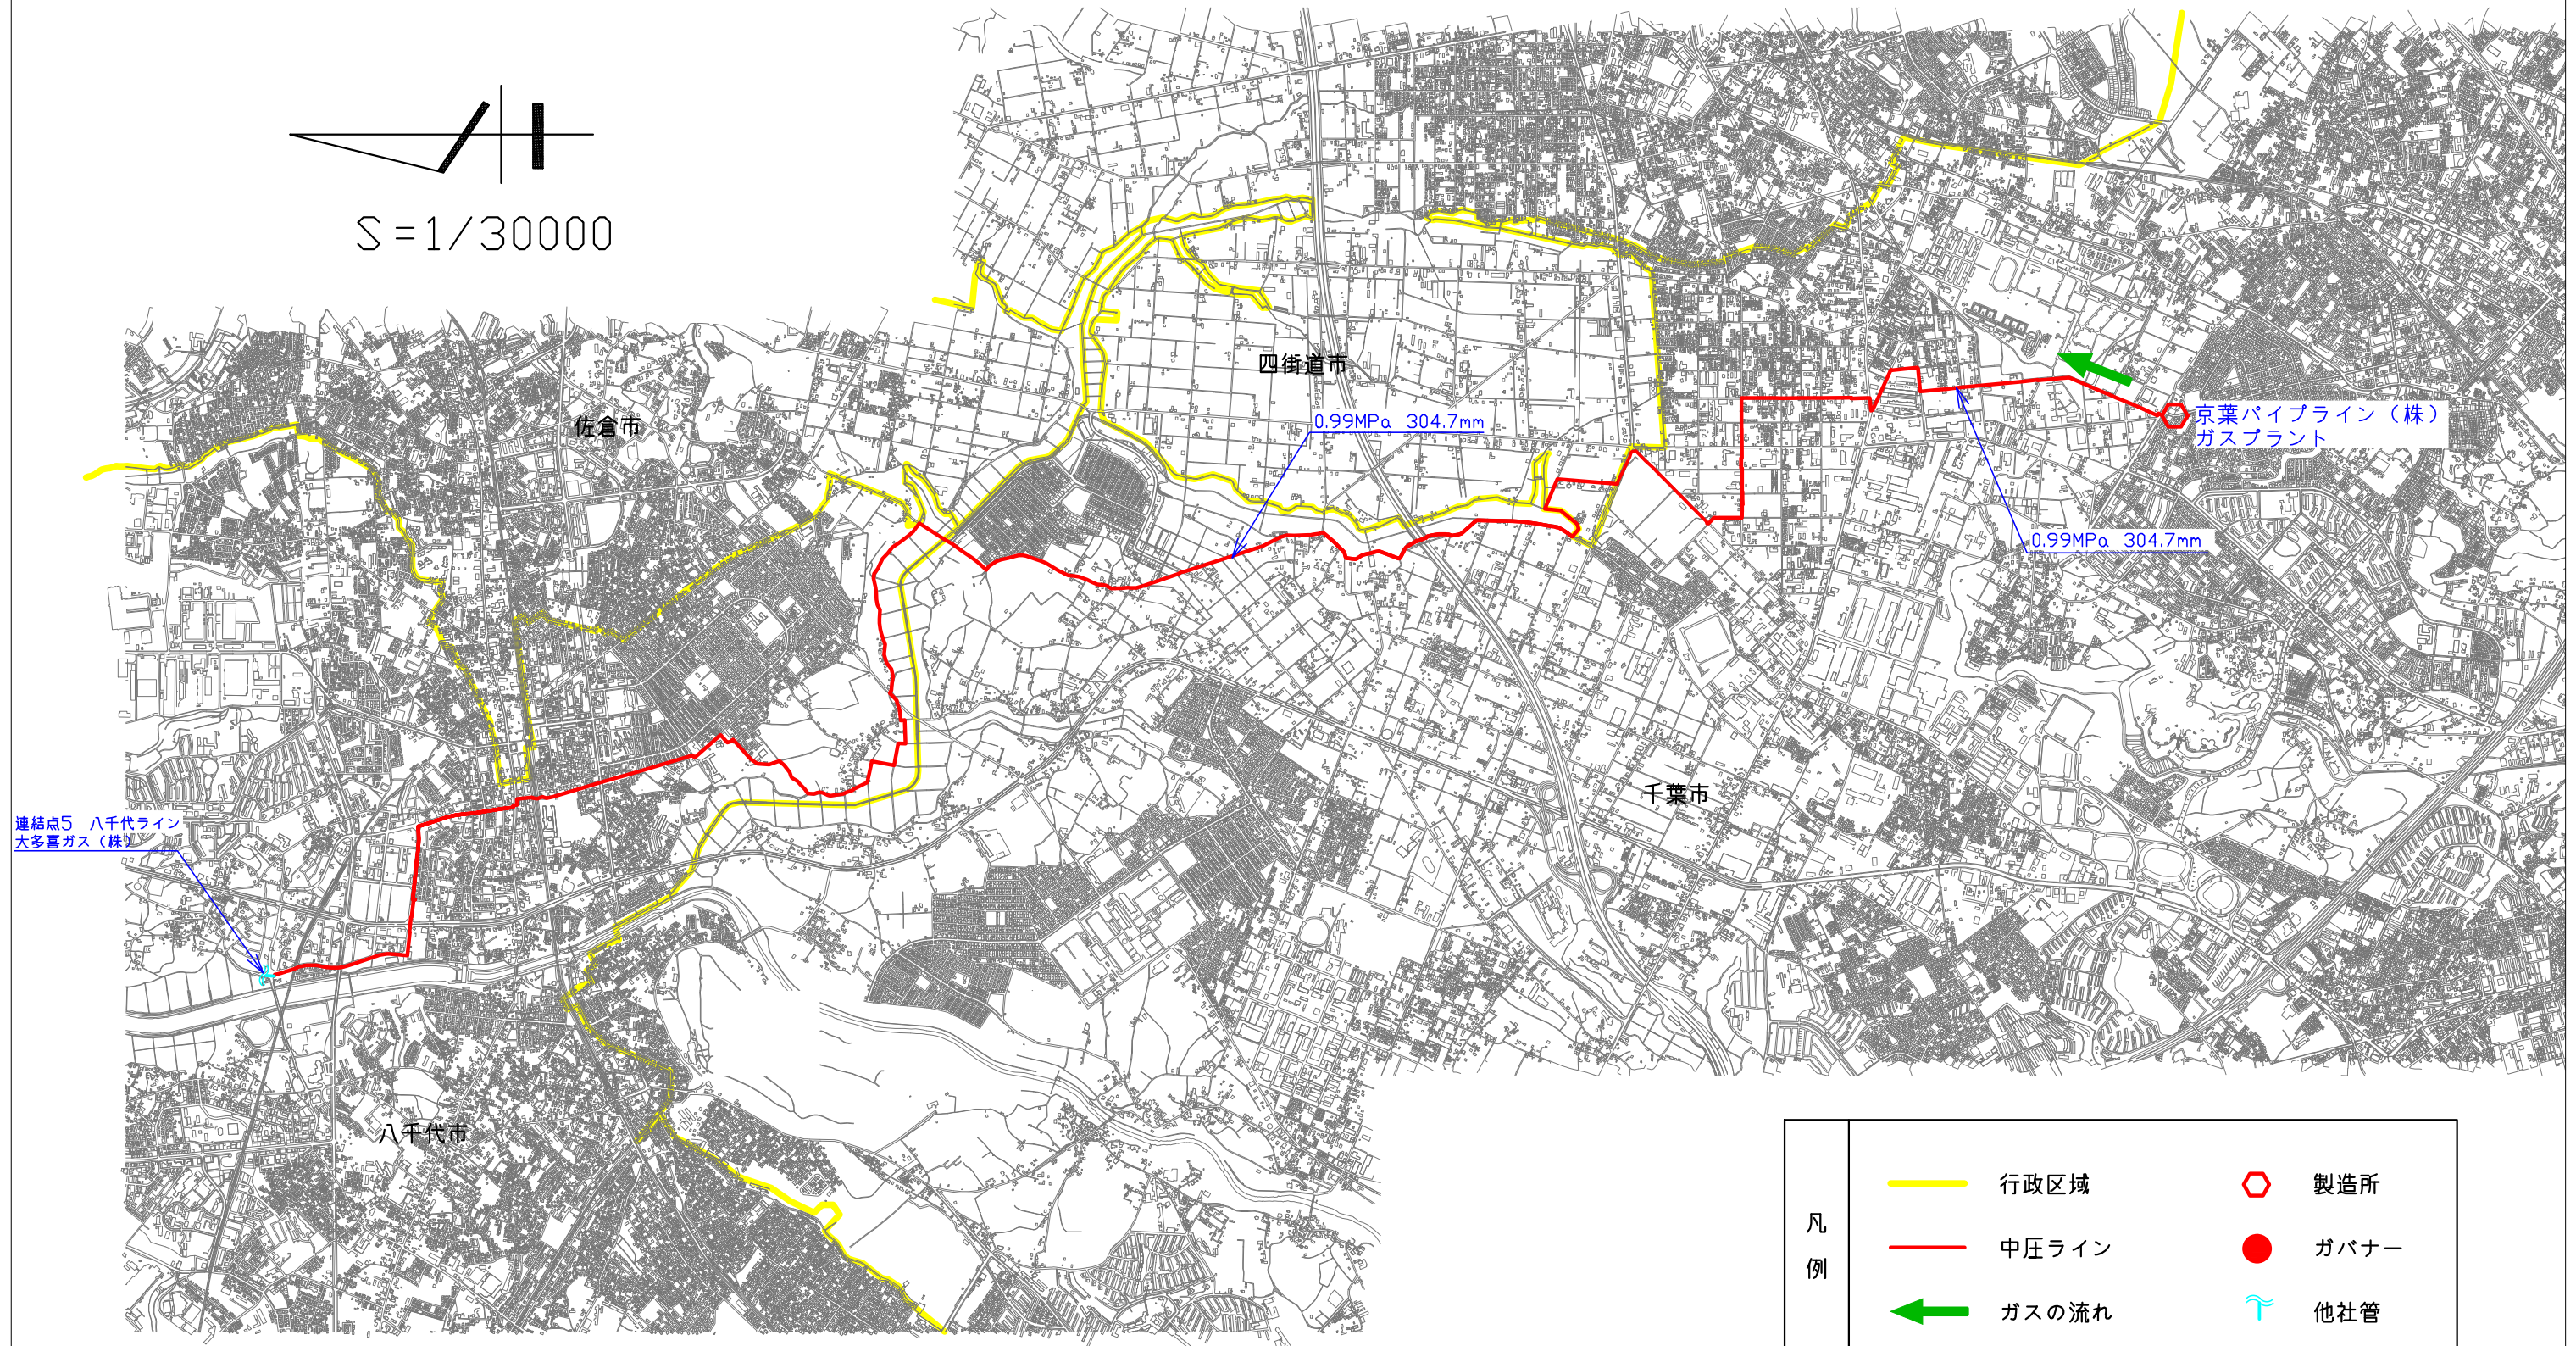 S=1/30000
四街道市
佐倉市
0.99MPa 304.7mm
京葉パイプライン（株）
ガスプラント
0.99MPa 304.7mm
千葉市
連結点5 八千代ライン
大多喜ガス（株）
八千代市
凡例
行政区域
製造所
中圧ライン
ガバナー
ガスの流れ
他社管